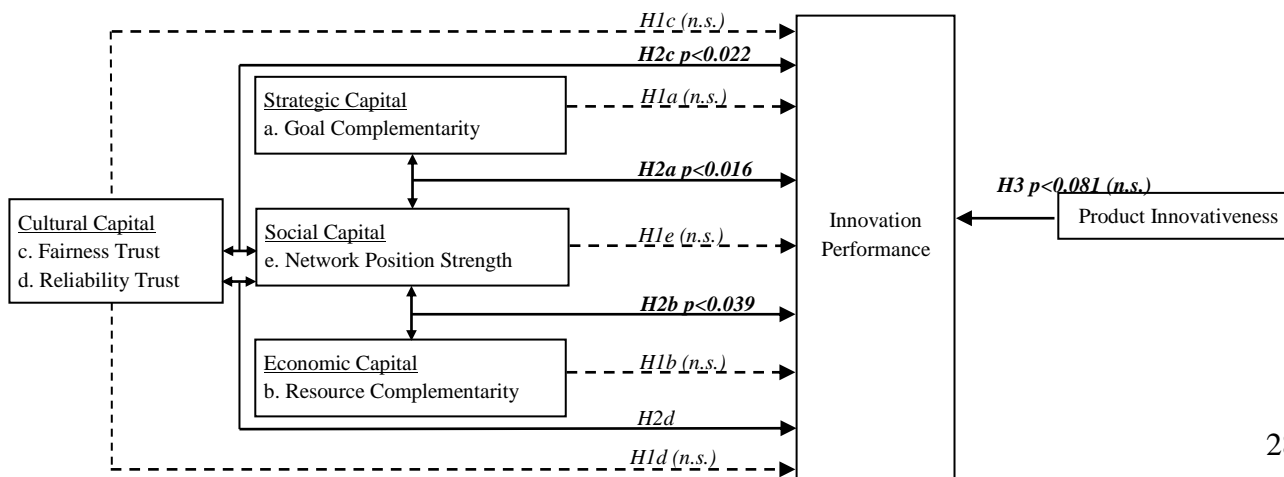 H1c (n.s.)
H2c p<0.022
Strategic Capital
a. Goal Complementarity
H1a (n.s.)
H2a p<0.016
H3 p<0.081 (n.s.)
Cultural Capital
c. Fairness Trust
d. Reliability Trust
Social Capital
e. Network Position Strength
H1e (n.s.)
Innovation
Performance
Product Innovativeness
H2b p<0.039
Economic Capital
b. Resource Complementarity
H1b (n.s.)
H2d
H1d (n.s.)